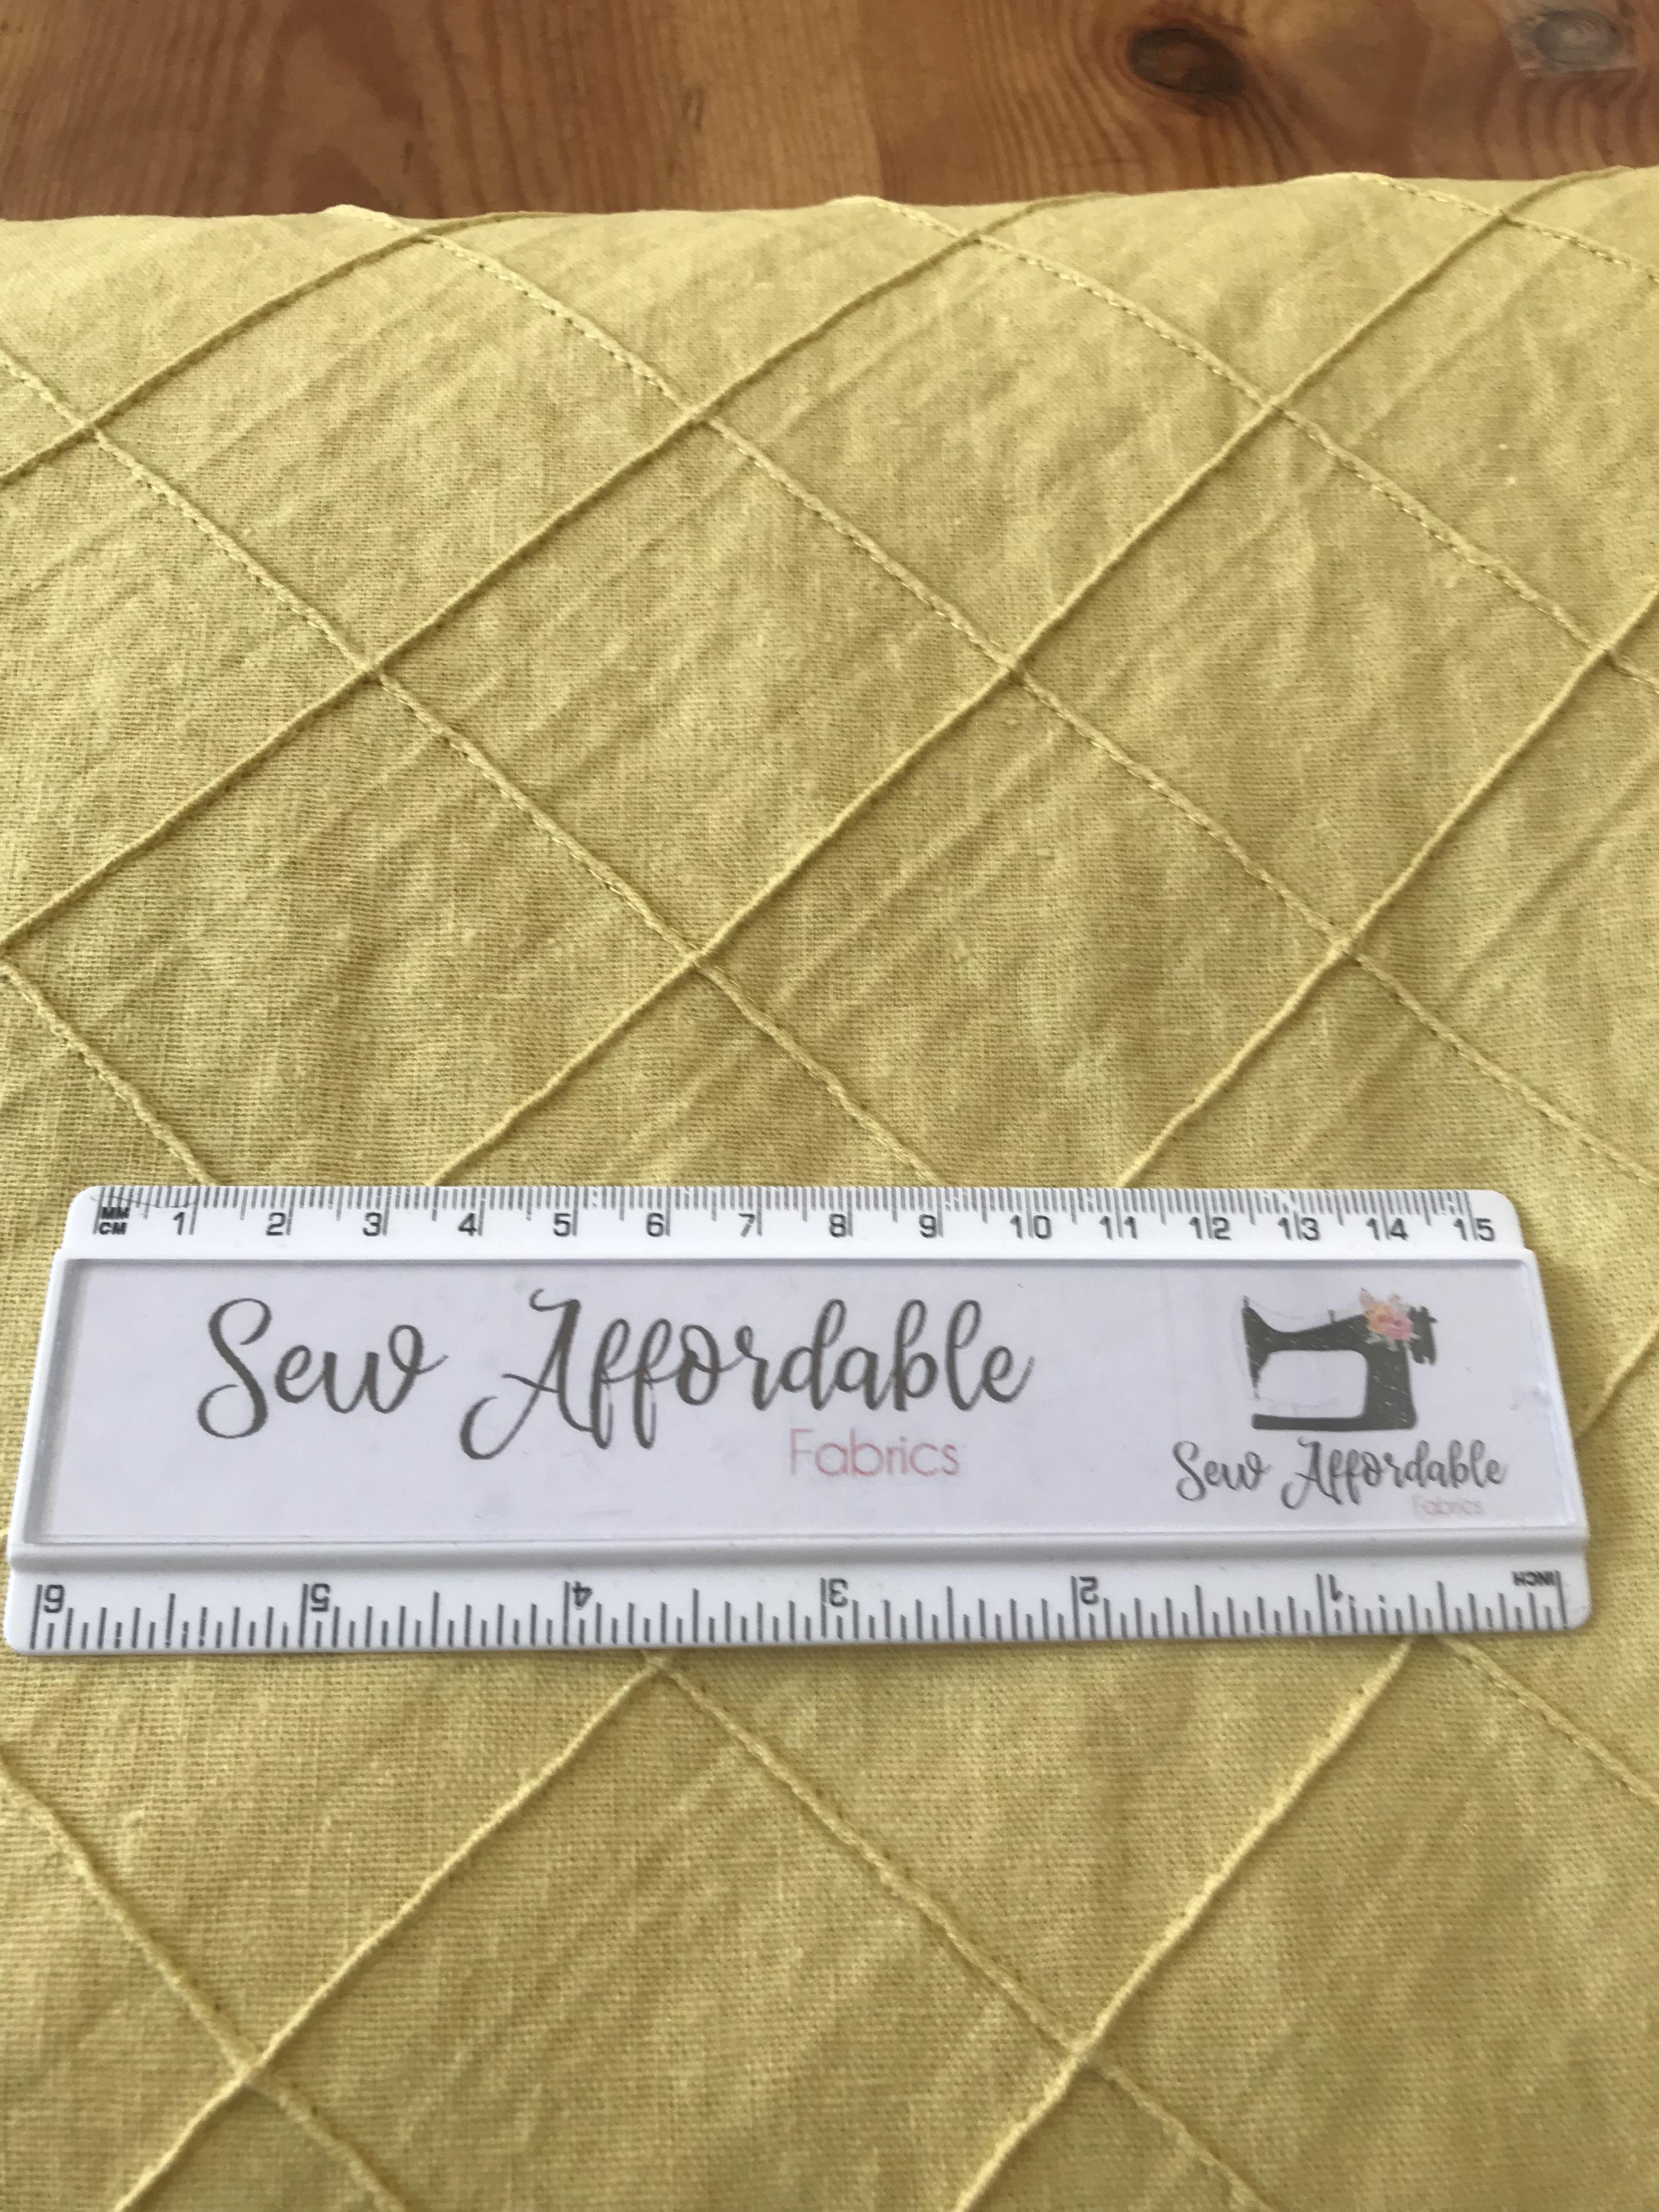 MM 
CM 1 2 3 4 5 6 7 8 9 10 11 12 13 14 15
Sew Affordable
Fabrics
Sew Affordable
Fabrics
6 5 4 3 2 1 INCH